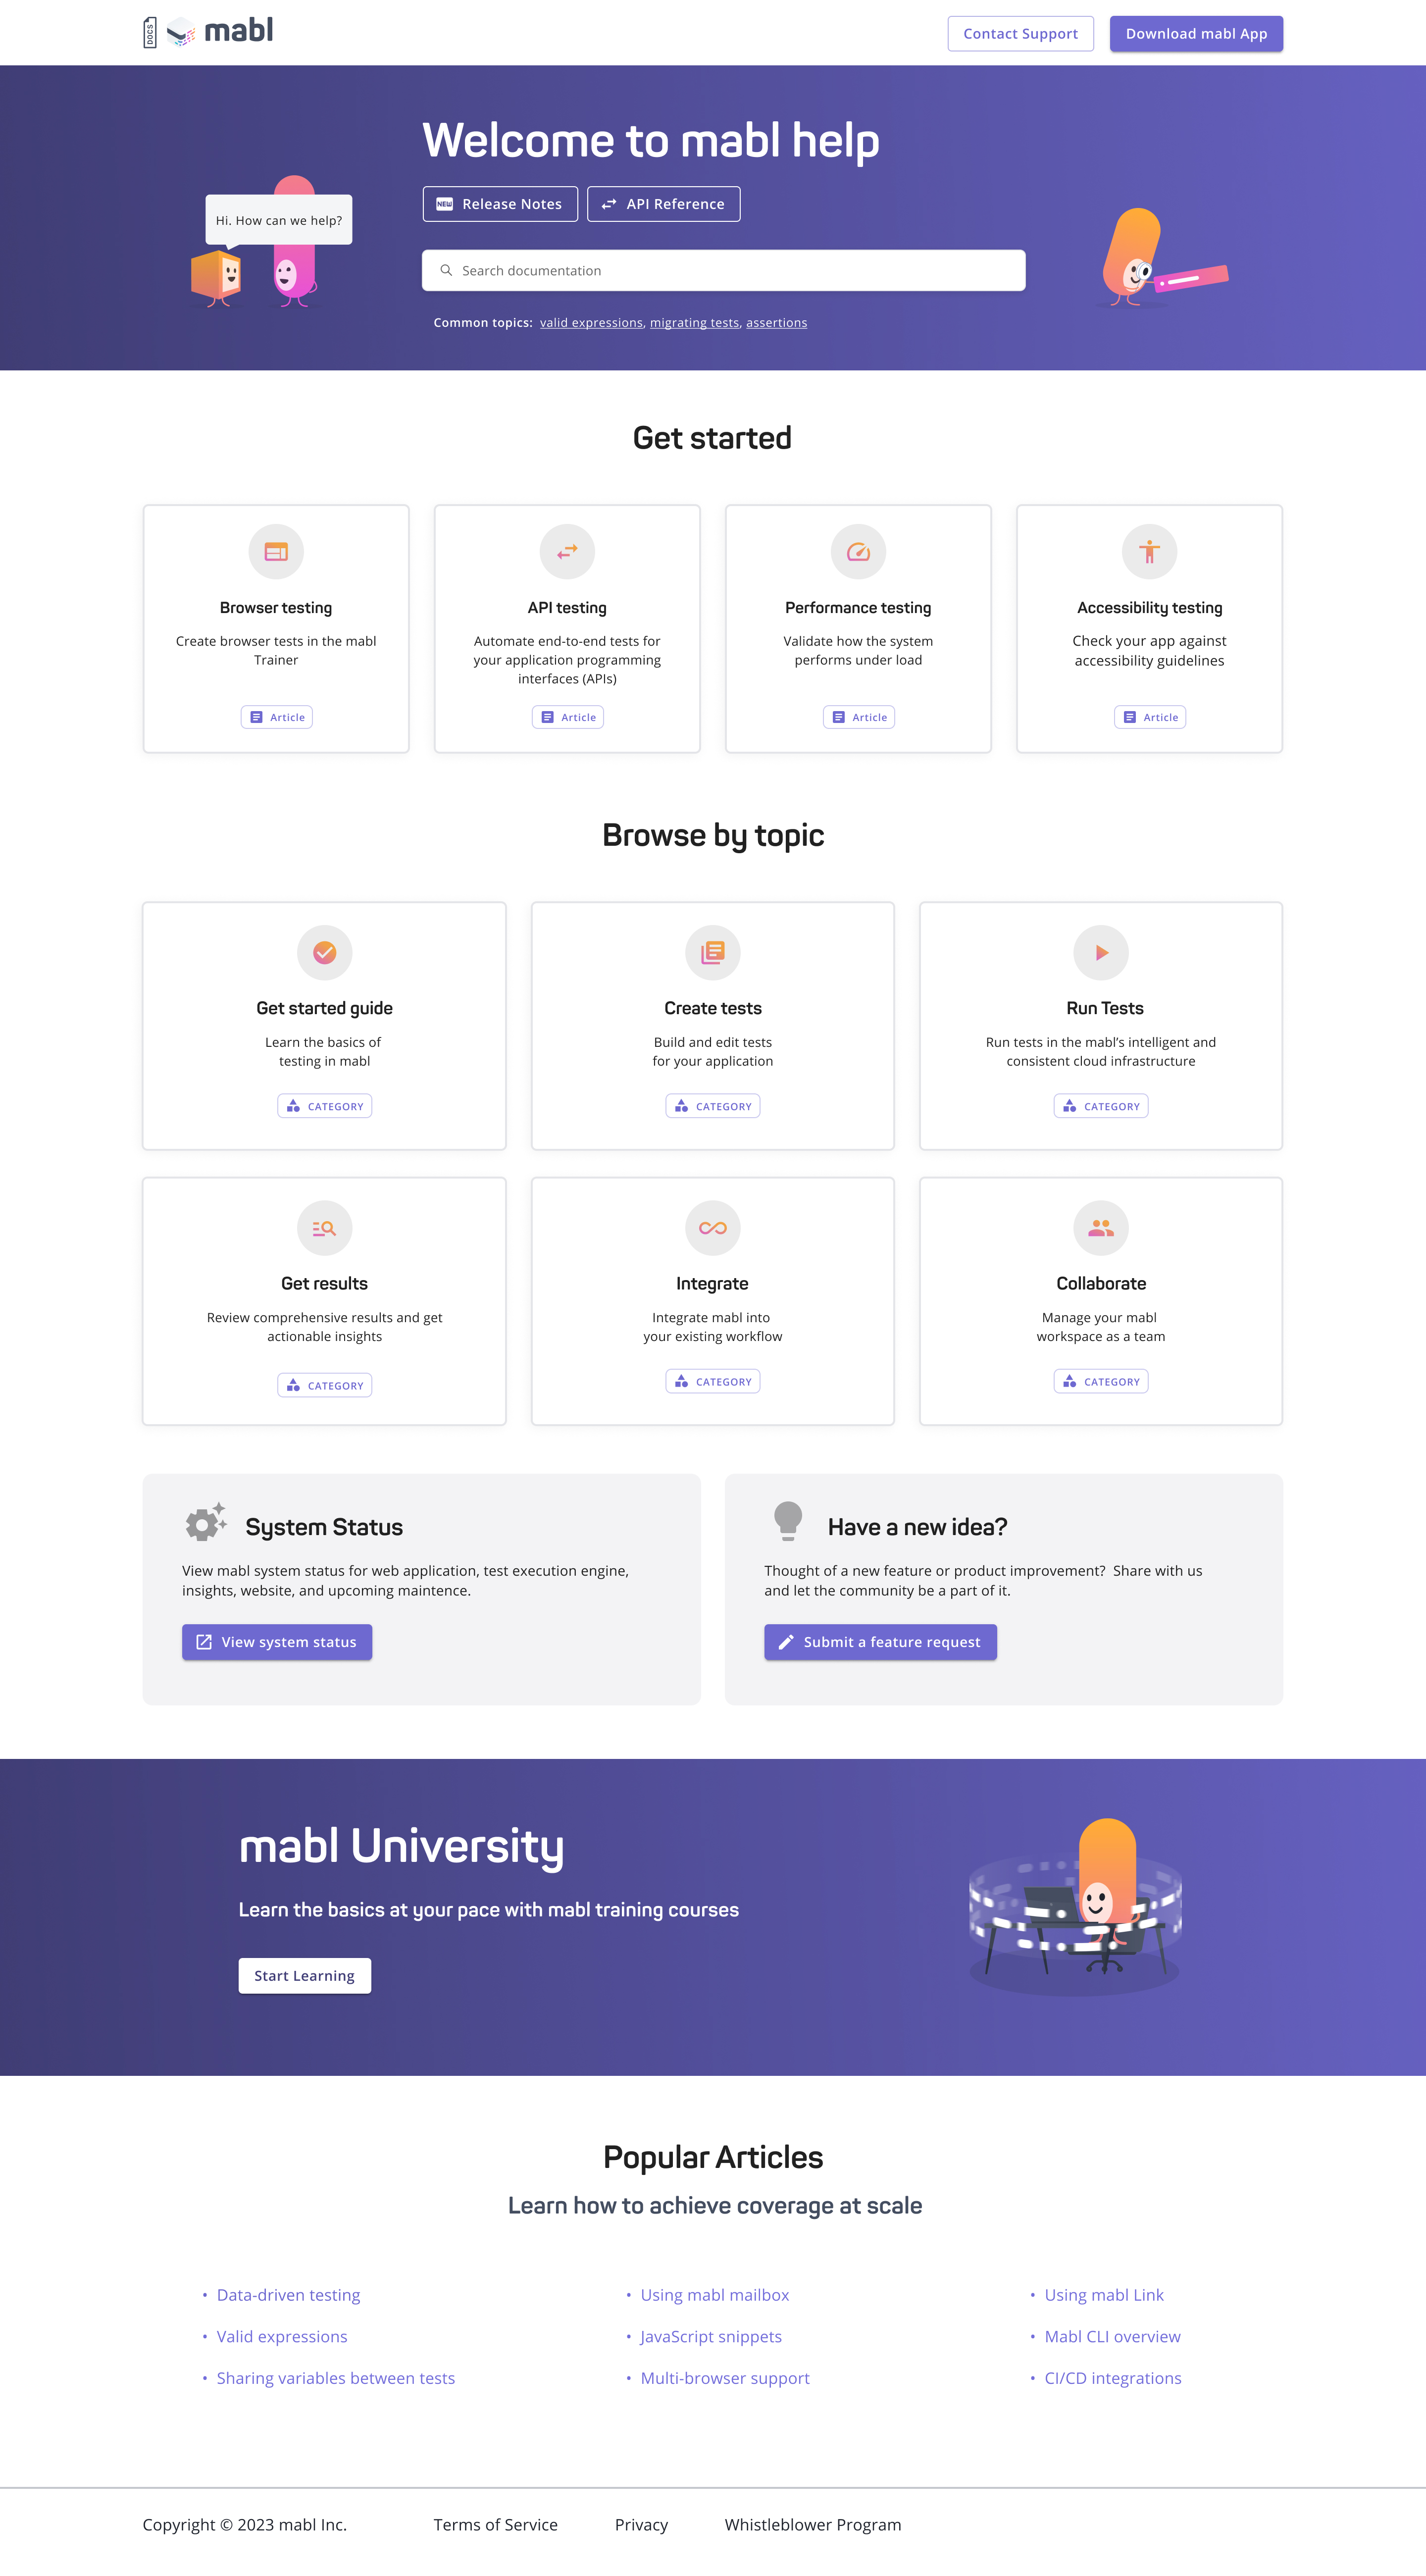 DOCS mabl
Contact Support
Download mabl App
Welcome to mabl help
Hi. How can we help?
NEW Release Notes
API Reference
Search documentation
Common topics: valid expressions, migrating tests, assertions
Get started
Browser testing
Create browser tests in the mabl
Trainer
Article
API testing
Automate end-to-end tests for
your application programming
interfaces (APIs)
Article
Performance testing
Validate how the system
performs under load
Article
Accessibility testing
Check your app against
accessibility guidelines
Article
Browse by topic
Get started guide
Learn the basics of
testing in mabl
CATEGORY
Create tests
Build and edit tests
for your application
CATEGORY
Run Tests
Run tests in the mabl’s intelligent and
consistent cloud infrastructure
CATEGORY
Get results
Review comprehensive results and get
actionable insights
CATEGORY
Integrate
Integrate mabl into
your existing workflow
CATEGORY
Collaborate
Manage your mabl
workspace as a team
CATEGORY
System Status
View mabl system status for web application, test execution engine,
insights, website, and upcoming maintence.
View system status
Have a new idea?
Thought of a new feature or product improvement? Share with us
and let the community be a part of it.
Submit a feature request
mabl University
Learn the basics at your pace with mabl training courses
Start Learning
Popular Articles
Learn how to achieve coverage at scale
• Data-driven testing
• Valid expressions
• Sharing variables between tests
• Using mabl mailbox
• JavaScript snippets
• Multi-browser support
• Using mabl Link
• Mabl CLI overview
• CI/CD integrations
Copyright © 2023 mabl Inc.
Terms of Service
Privacy
Whistleblower Program